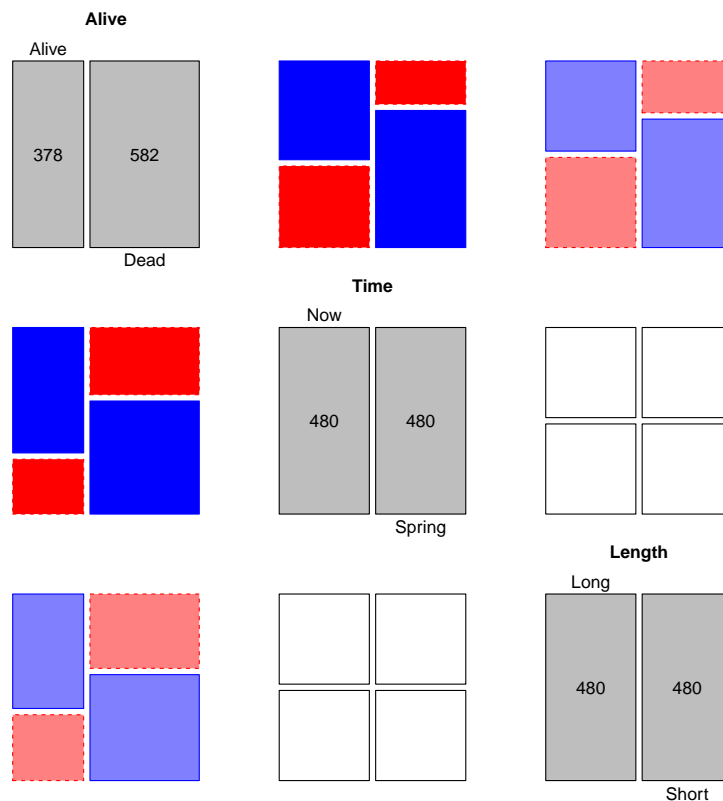 Alive
Alive
378
582
Dead
Time
Now
480
480
Spring
Length
Long
480
480
Short